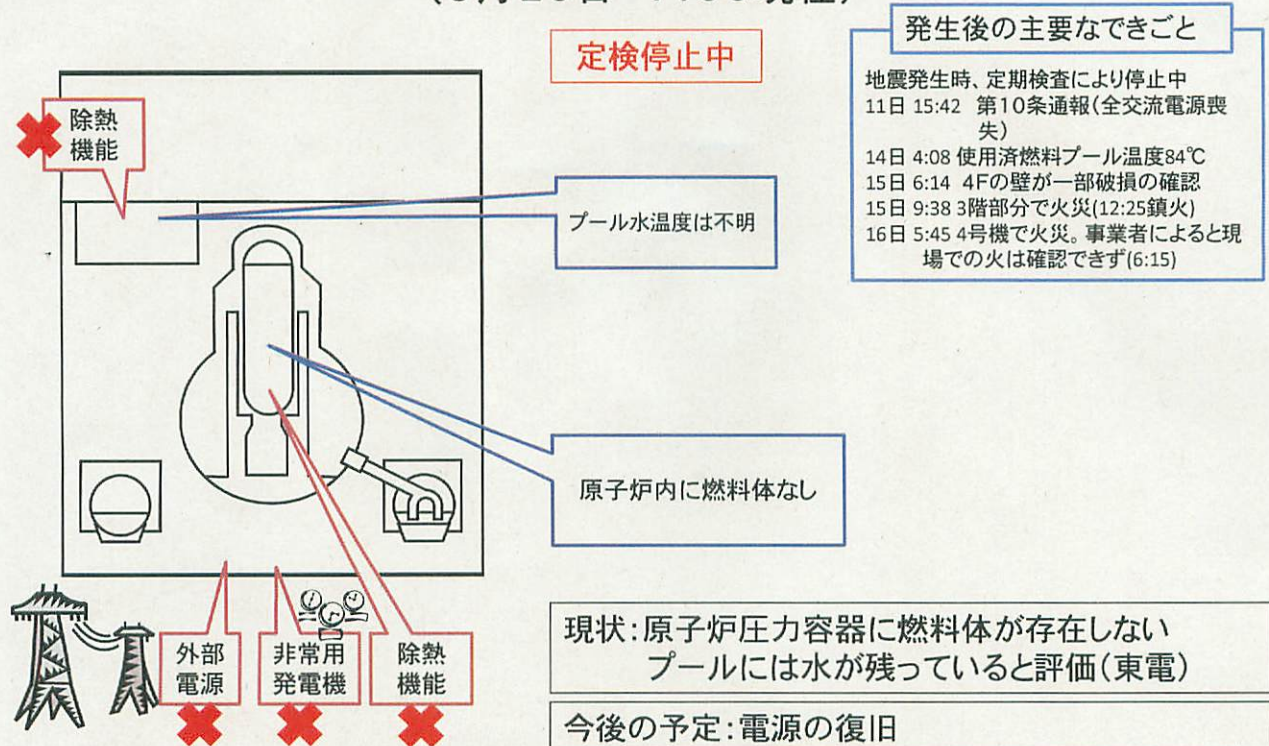 定検停止中
発生後の主要なできごと
地震発生時、定期検査により停止中
11日 15:42 第10条通報(全交流電源喪
失)
14日 4:08 使用済燃料プール温度84℃
15日 6:14 4Fの壁が一部破損の確認
15日 9:38 3階部分で火災(12:25鎮火)
16日 5:45 4号機で火災。事業者によると現
場での火は確認できず(6:15)
除熱
機能
プール水温度は不明
原子炉内に燃料体なし
外部
電源
非常用
発電機
除熱
機能
現状:原子炉圧力容器に燃料体が存在しない
プールには水が残っていると評価(東電)
今後の予定:電源の復旧